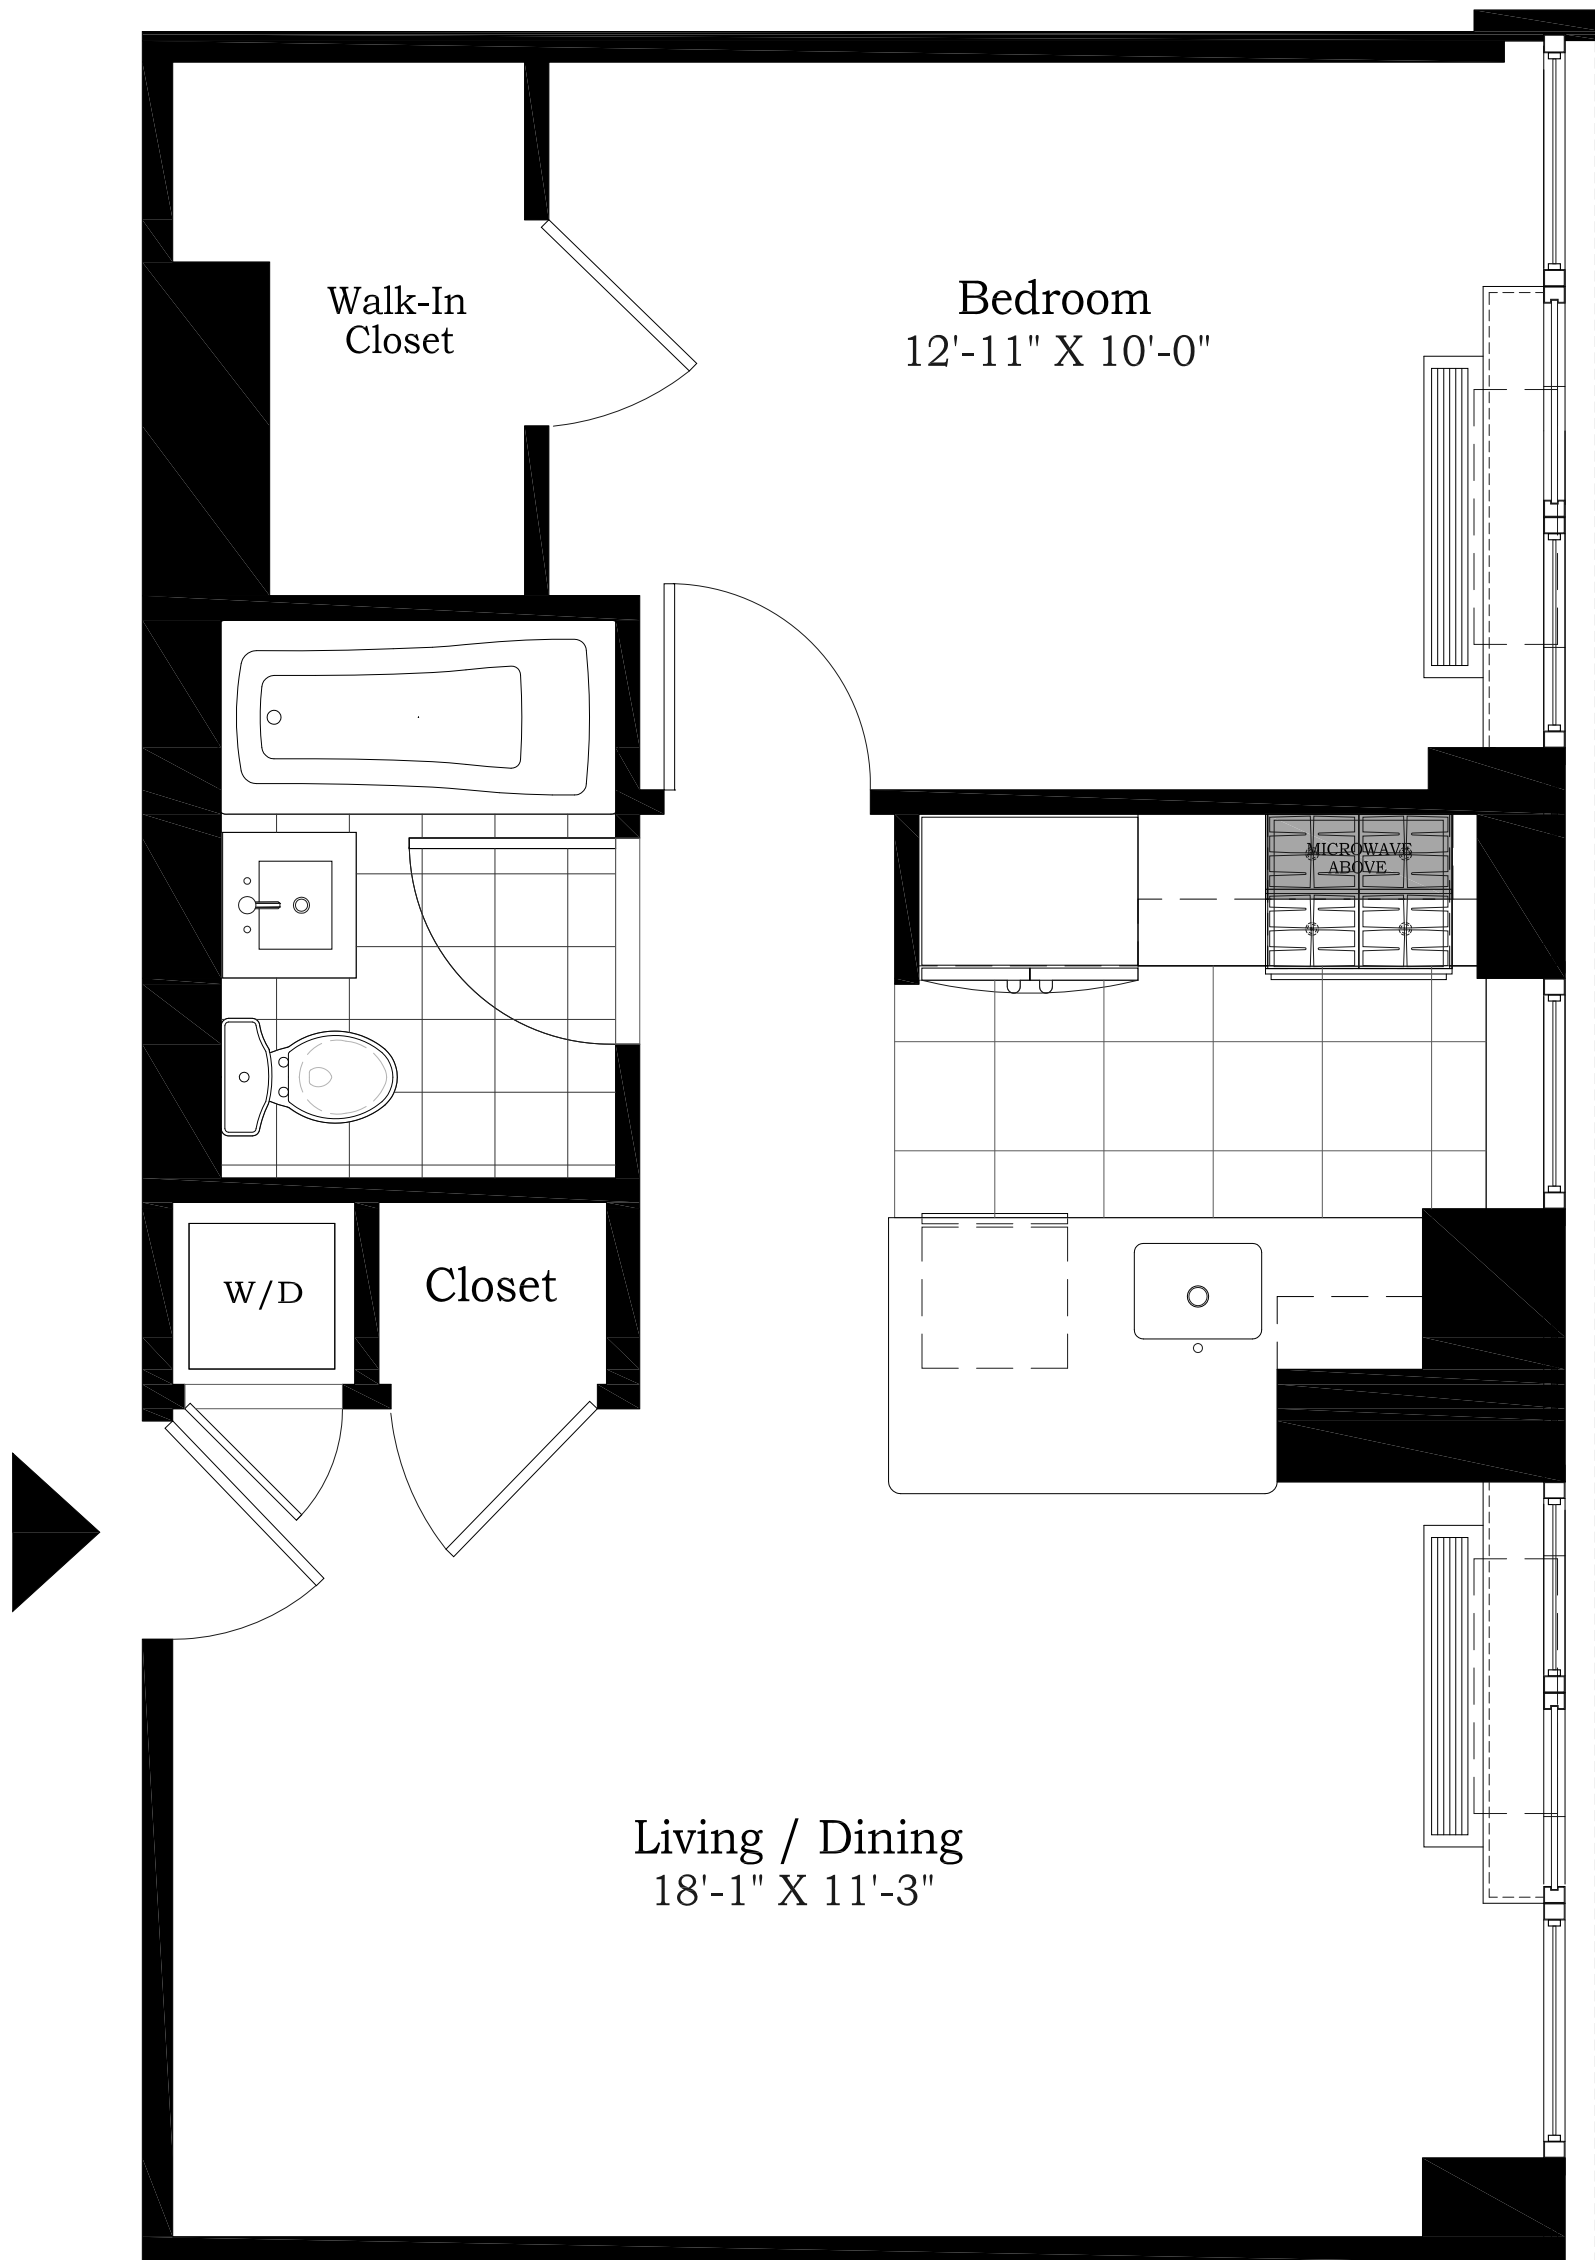 Walk-In
Closet
Bedroom
12'-11" X 10'-0"
MICROWAVE
ABOVE
W/D
Closet
Living / Dining
18'-1" X 11'-3"